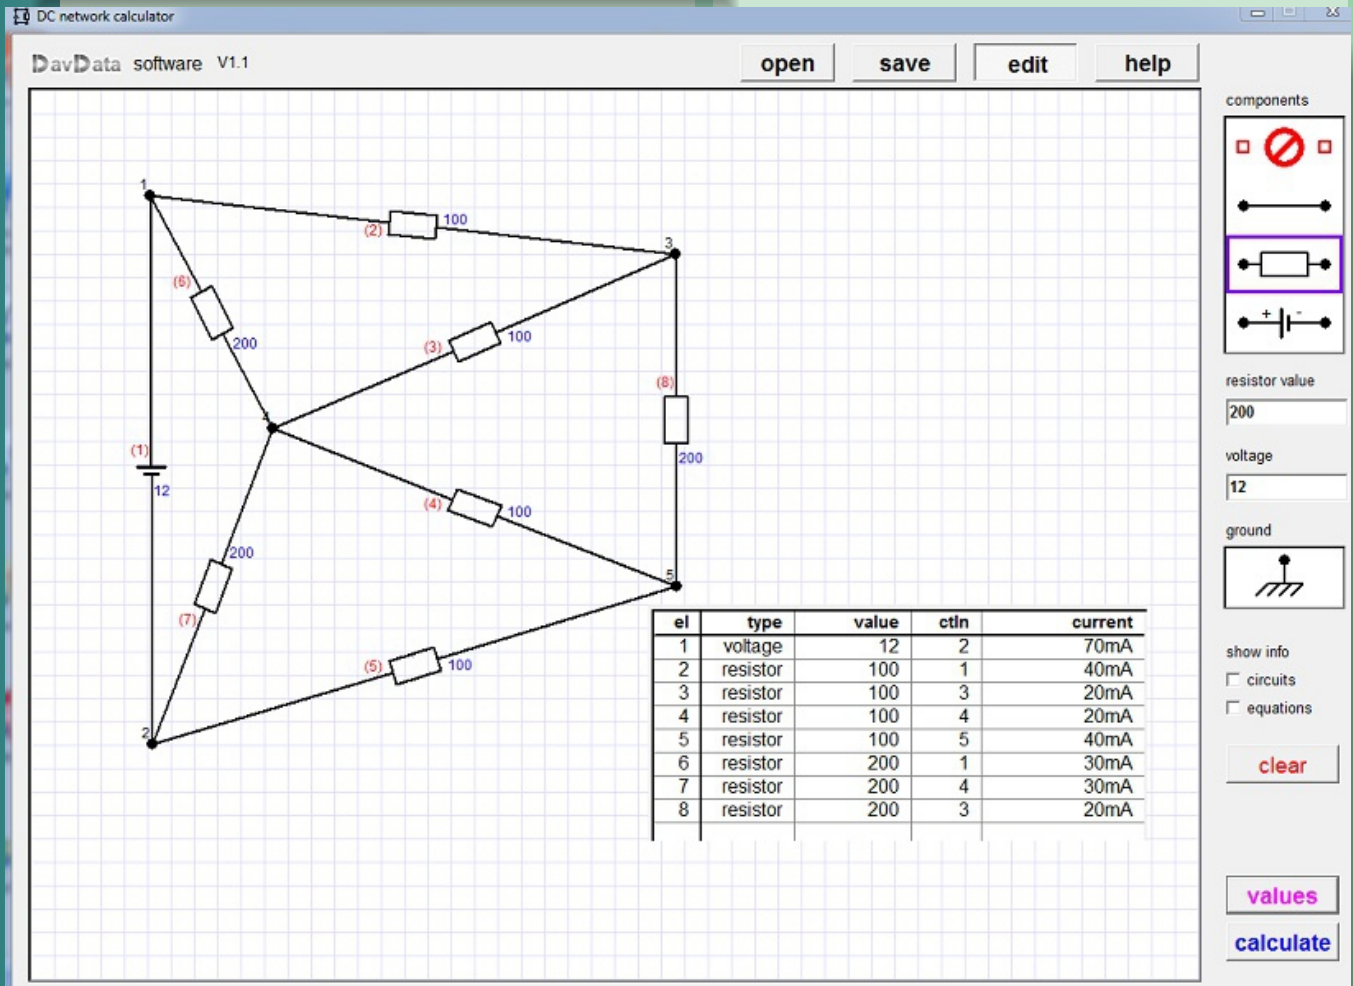 DC network calculator
DavData software V1.1
open save edit help
components
1
(2) 100
3
(6)
200
(3) 100
(8)
200
4
(1)
12
(4) 100
200
(7)
5
(5) 100
2
el type value ctln current
1 voltage 12 2 70mA
2 resistor 100 1 40mA
3 resistor 100 3 20mA
4 resistor 100 4 20mA
5 resistor 100 5 40mA
6 resistor 200 1 30mA
7 resistor 200 4 30mA
8 resistor 200 3 20mA
+ -
resistor value
200
voltage
12
ground
show info
circuits
equations
clear
values
calculate